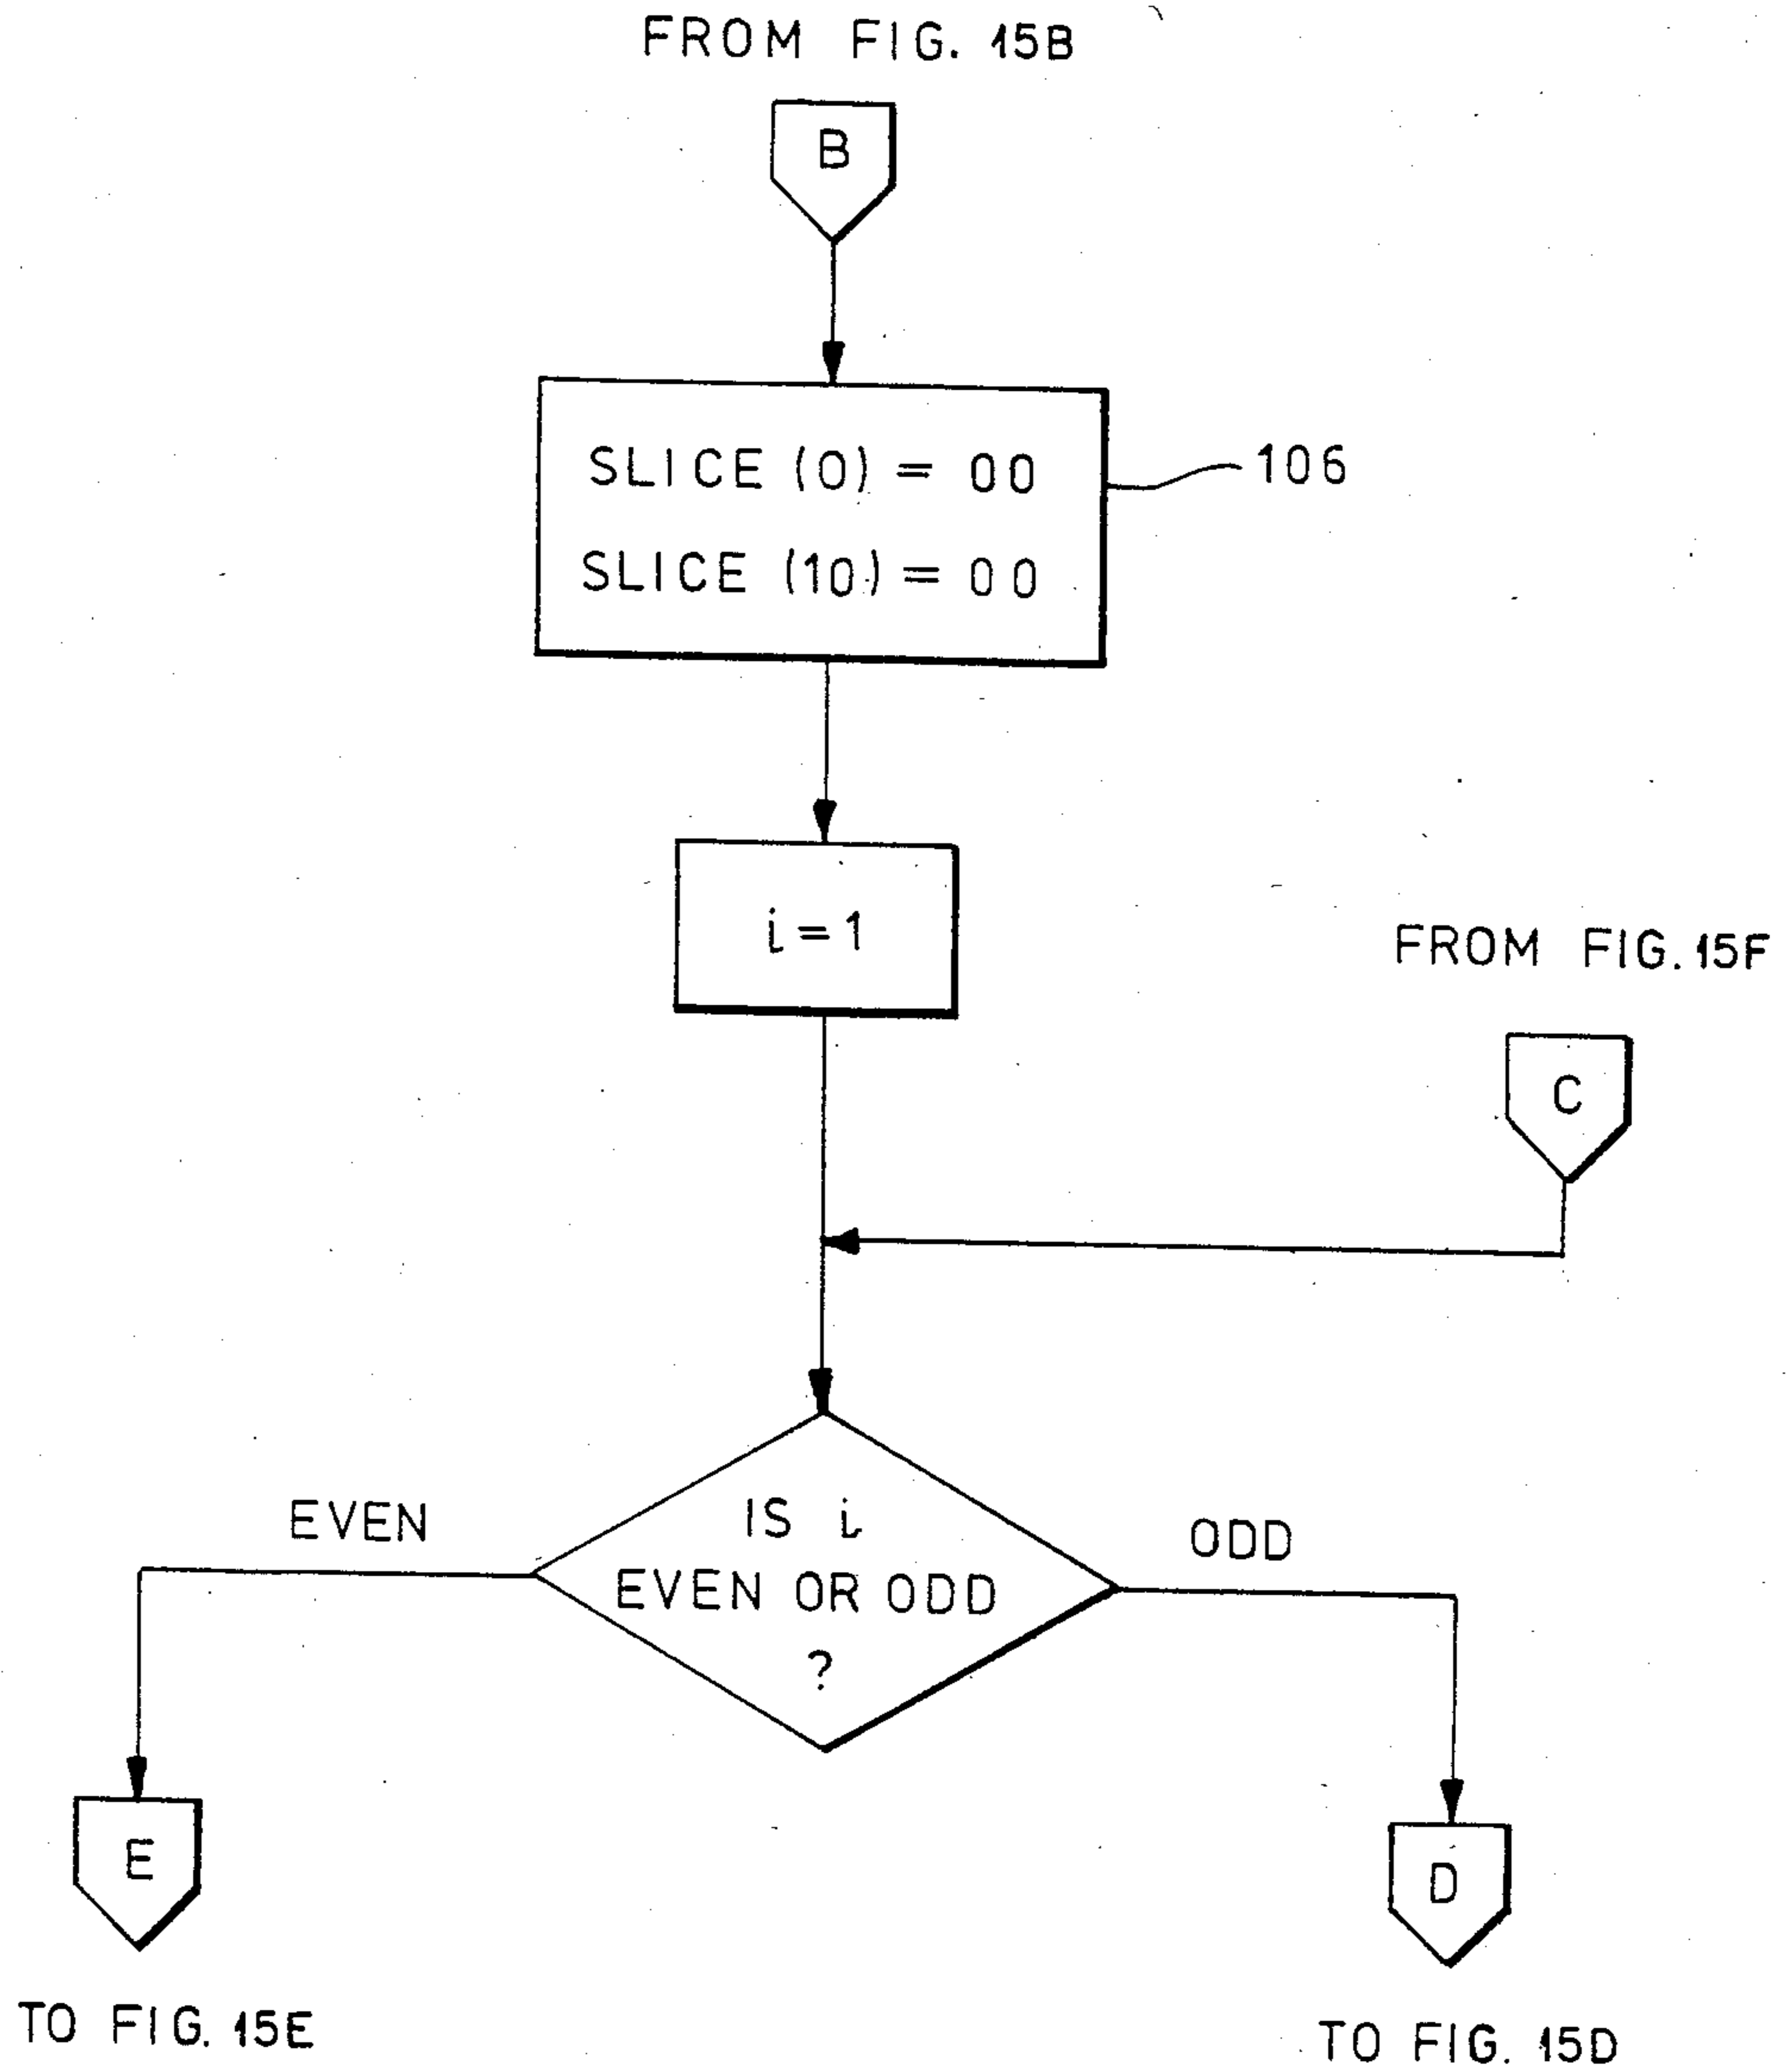 FROM FIG. 15B
B
SLICE (0) = 00
SLICE (10) = 00
106
i = 1
FROM FIG. 15F
C
IS i
EVEN OR ODD
?
EVEN
ODD
E
D
TO FIG. 15E
TO FIG. 15D